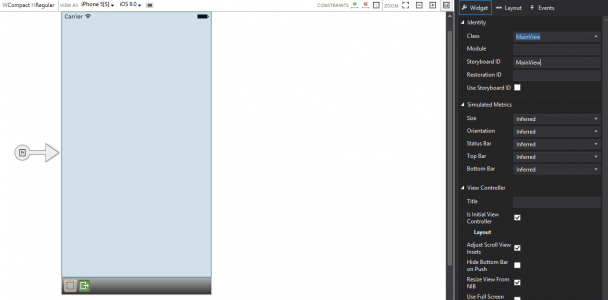 WCompact HRegular VIEW AS iPhone 5[S] iOS 9.0 CONSTRAINTS: ZOOM
Carrier
Widget Layout Events
Identity
Class MainView
Module
Storyboard ID MainView
Restoration ID
Use Storyboard ID
Simulated Metrics
Size Inferred
Orientation Inferred
Status Bar Inferred
Top Bar Inferred
Bottom Bar Inferred
View Controller
Title
Is Initial View
Controller
Layout
Adjust Scroll View
Insets
Hide Bottom Bar
on Push
Resize View From
NIB
Use Full Screen